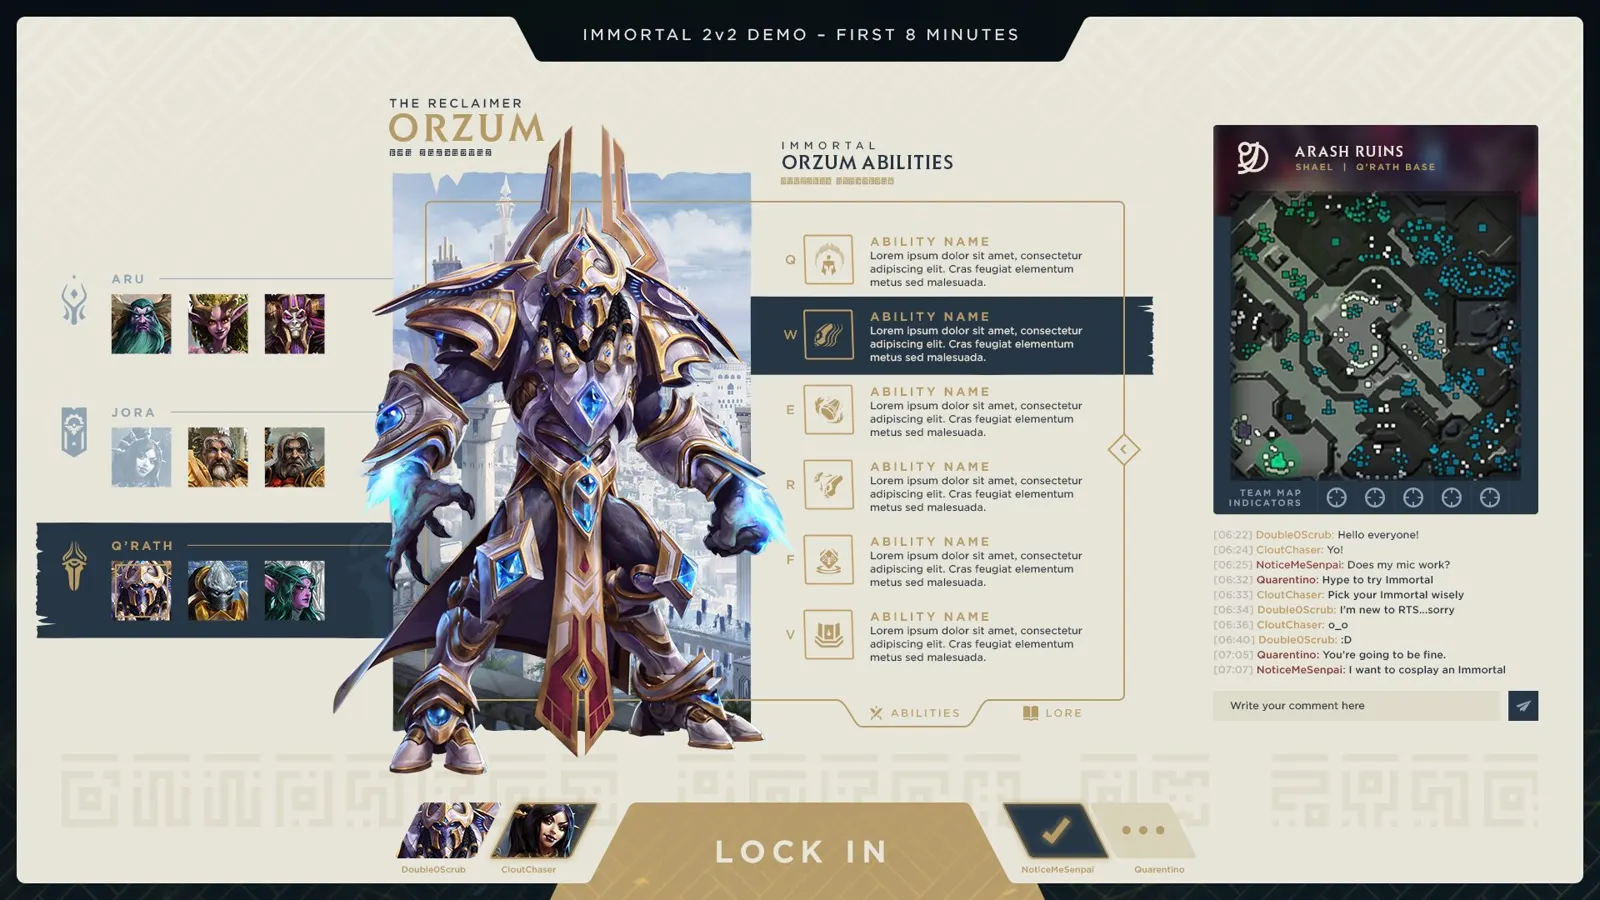 IMMORTAL 2v2 DEMO – FIRST 8 MINUTES
THE RECLAIMER
ORZUM
IMMORTAL
ORZUM ABILITIES
ARU
JORA
Q'RATH
Q
ABILITY NAME
Lorem ipsum dolor sit amet, consectetur
adipiscing elit. Cras feugiat elementum
metus sed malesuada.
W
ABILITY NAME
Lorem ipsum dolor sit amet, consectetur
adipiscing elit. Cras feugiat elementum
metus sed malesuada.
E
ABILITY NAME
Lorem ipsum dolor sit amet, consectetur
adipiscing elit. Cras feugiat elementum
metus sed malesuada.
R
ABILITY NAME
Lorem ipsum dolor sit amet, consectetur
adipiscing elit. Cras feugiat elementum
metus sed malesuada.
F
ABILITY NAME
Lorem ipsum dolor sit amet, consectetur
adipiscing elit. Cras feugiat elementum
metus sed malesuada.
V
ABILITY NAME
Lorem ipsum dolor sit amet, consectetur
adipiscing elit. Cras feugiat elementum
metus sed malesuada.
ABILITIES
LORE
ARASH RUINS
SHAEL | Q'RATH BASE
TEAM MAP
INDICATORS
[06:22] Double0Scrub: Hello everyone!
[06:24] CloutChaser: Yo!
[06:25] NoticeMeSenpai: Does my mic work?
[06:32] Quarentino: Hype to try Immortal
[06:33] CloutChaser: Pick your Immortal wisely
[06:34] Double0Scrub: I'm new to RTS...sorry
[06:36] CloutChaser: o_o
[06:40] Double0Scrub: :D
[07:05] Quarentino: You're going to be fine.
[07:07] NoticeMeSenpai: I want to cosplay an Immortal
Write your comment here
Double0Scrub
CloutChaser
LOCK IN
NoticeMeSenpai
Quarentino